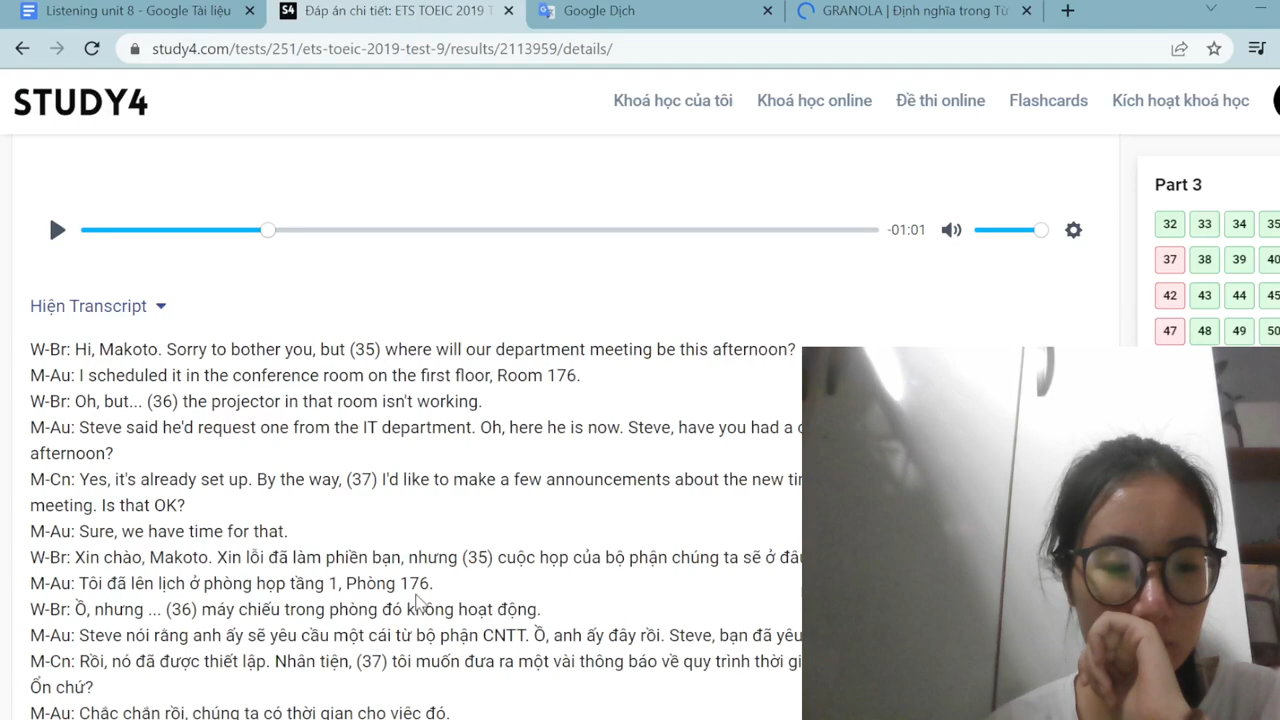 Listening unit 8 - Google Tài liệu
Đáp án chi tiết: ETS TOEIC 2019 T
Google Dịch
GRANOLA | Định nghĩa trong Từ
study4.com/tests/251/ets-toeic-2019-test-9/results/2113959/details/
STUDY4
Khoá học của tôi
Khoá học online
Đề thi online
Flashcards
Kích hoạt khoá học
Part 3
32 33 34 35
37 38 39 40
42 43 44 45
47 48 49 50
-01:01
Hiện Transcript
W-Br: Hi, Makoto. Sorry to bother you, but (35) where will our department meeting be this afternoon?
M-Au: I scheduled it in the conference room on the first floor, Room 176.
W-Br: Oh, but... (36) the projector in that room isn't working.
M-Au: Steve said he'd request one from the IT department. Oh, here he is now. Steve, have you had a
afternoon?
M-Cn: Yes, it's already set up. By the way, (37) I'd like to make a few announcements about the new
meeting. Is that OK?
M-Au: Sure, we have time for that.
W-Br: Xin chào, Makoto. Xin lỗi đã làm phiền bạn, nhưng (35) cuộc họp của bộ phận chúng ta sẽ ở đâu
M-Au: Tôi đã lên lịch ở phòng họp tầng 1, Phòng 176.
W-Br: Ồ, nhưng ... (36) máy chiếu trong phòng đó không hoạt động.
M-Au: Steve nói rằng anh ấy sẽ yêu cầu một cái từ bộ phận CNTT. Ồ, anh ấy đây rồi. Steve, bạn đã yêu
M-Cn: Rồi, nó đã được thiết lập. Nhân tiện, (37) tôi muốn đưa ra một vài thông báo về quy trình thời
Ổn chứ?
M-Au: Chắc chắn rồi, chúng ta có thời gian cho việc đó.